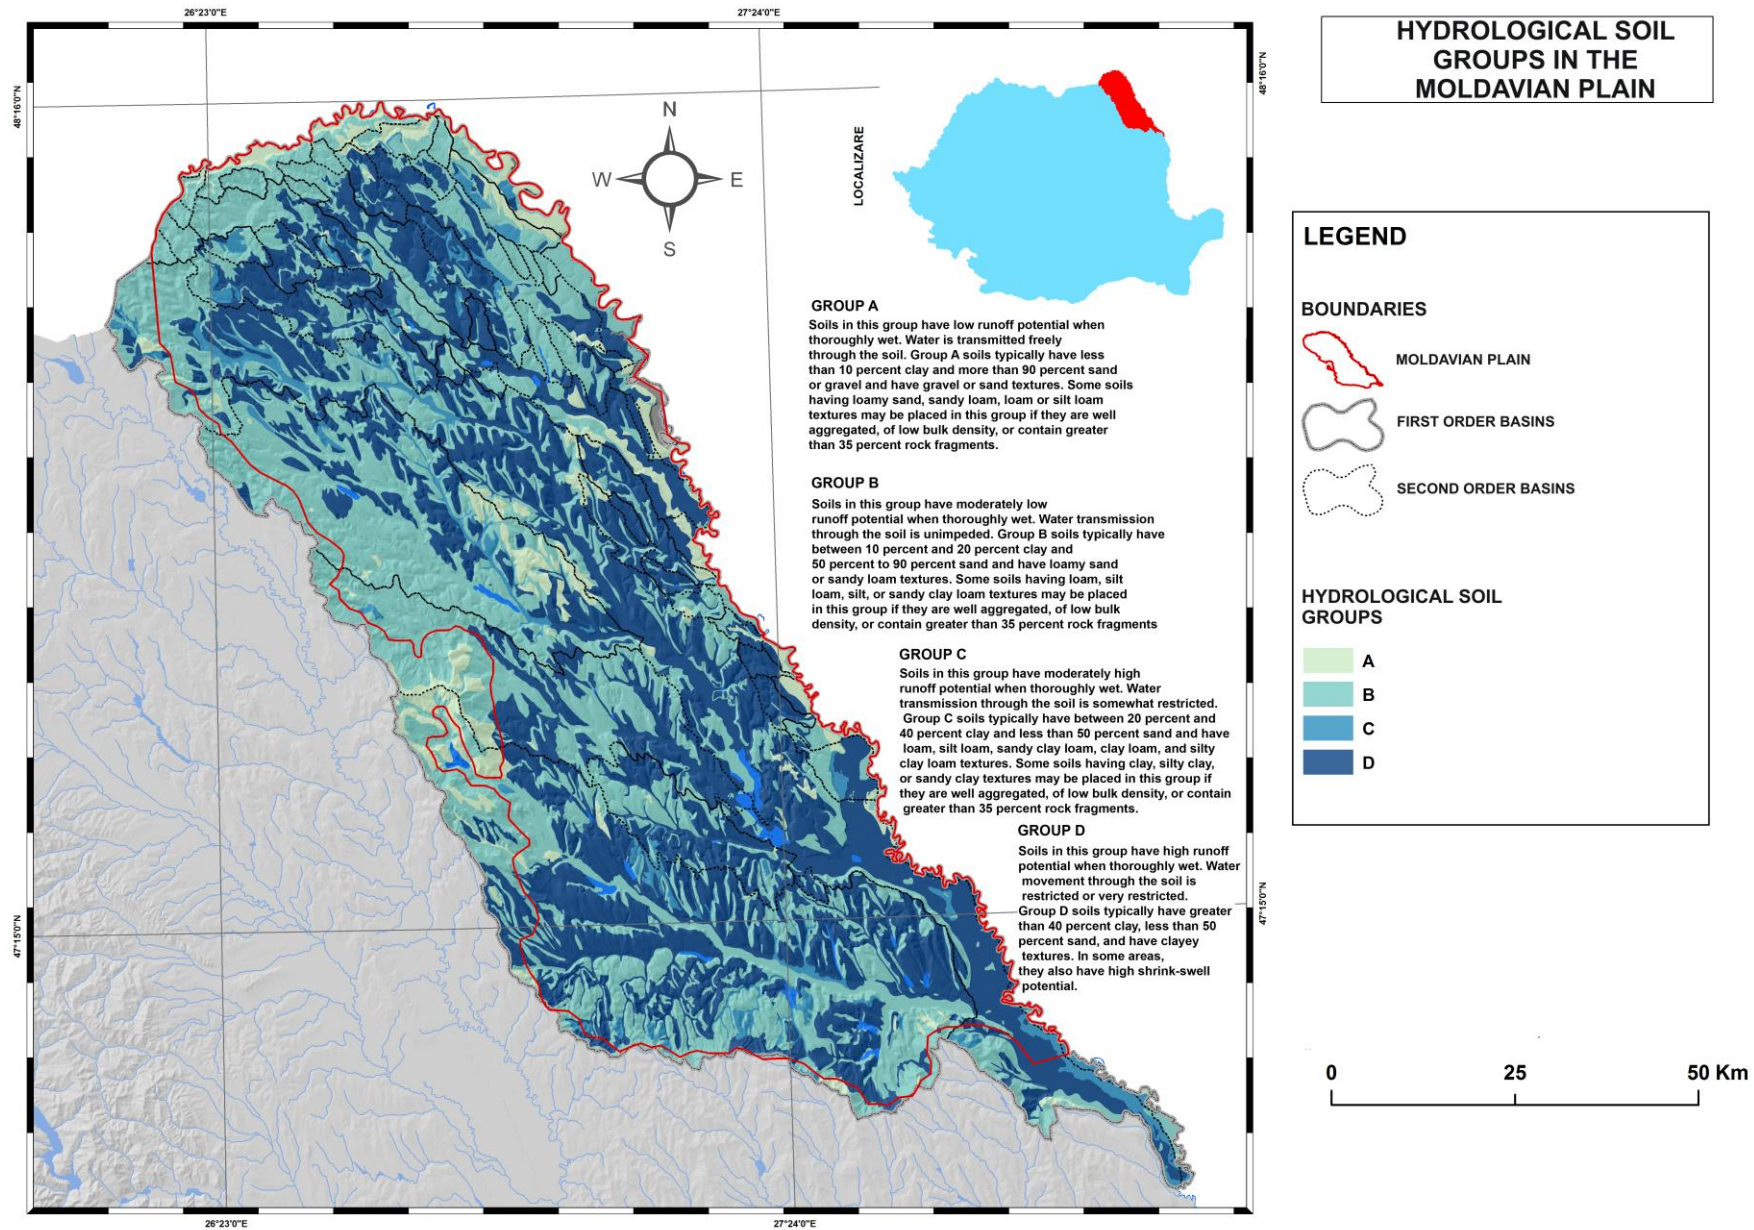 26°23'0"E
27°24'0"E
48°16'0"N
48°16'0"N
HYDROLOGICAL SOIL
GROUPS IN THE
MOLDAVIAN PLAIN
N
W
E
S
LOCALIZARE
GROUP A
Soils in this group have low runoff potential when
thoroughly wet. Water is transmitted freely
through the soil. Group A soils typically have less
than 10 percent clay and more than 90 percent sand
or gravel and have gravel or sand textures. Some soils
having loamy sand, sandy loam, loam or silt loam
textures may be placed in this group if they are well
aggregated, of low bulk density, or contain greater
than 35 percent rock fragments.
GROUP B
Soils in this group have moderately low
runoff potential when thoroughly wet. Water transmission
through the soil is unimpeded. Group B soils typically have
between 10 percent and 20 percent clay and
50 percent to 90 percent sand and have loamy sand
or sandy loam textures. Some soils having loam, silt
loam, silt, or sandy clay loam textures may be placed
in this group if they are well aggregated, of low bulk
density, or contain greater than 35 percent rock fragments
GROUP C
Soils in this group have moderately high
runoff potential when thoroughly wet. Water
transmission through the soil is somewhat restricted.
Group C soils typically have between 20 percent and
40 percent clay and less than 50 percent sand and have
loam, silt loam, sandy clay loam, clay loam, and silty
clay loam textures. Some soils having clay, silty clay,
or sandy clay textures may be placed in this group if
they are well aggregated, of low bulk density, or contain
greater than 35 percent rock fragments.
GROUP D
Soils in this group have high runoff
potential when thoroughly wet. Water
movement through the soil is
restricted or very restricted.
Group D soils typically have greater
than 40 percent clay, less than 50
percent sand, and have clayey
textures. In some areas,
they also have high shrink-swell
potential.
LEGEND
BOUNDARIES
MOLDAVIAN PLAIN
FIRST ORDER BASINS
SECOND ORDER BASINS
HYDROLOGICAL SOIL
GROUPS
A
B
C
D
47°15'0"N
47°15'0"N
0 25 50 Km
26°23'0"E
27°24'0"E